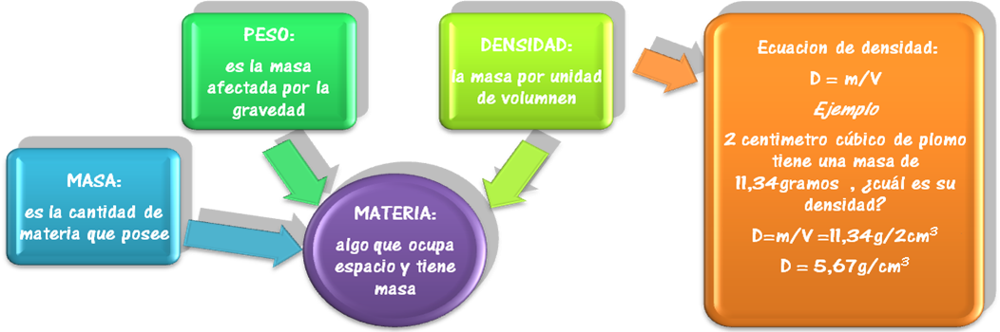 PESO:
es la masa
afectada por la
gravedad
DENSIDAD:
la masa por unidad
de volumnen
MASA:
es la cantidad de
materia que posee
MATERIA:
algo que ocupa
espacio y tiene
masa
Ecuacion de densidad:
D = m/V
Ejemplo
2 centimetro cúbico de plomo
tiene una masa de
11,34gramos , ¿cuál es su
densidad?
D=m/V =11,34g/2cm³
D = 5,67g/cm³